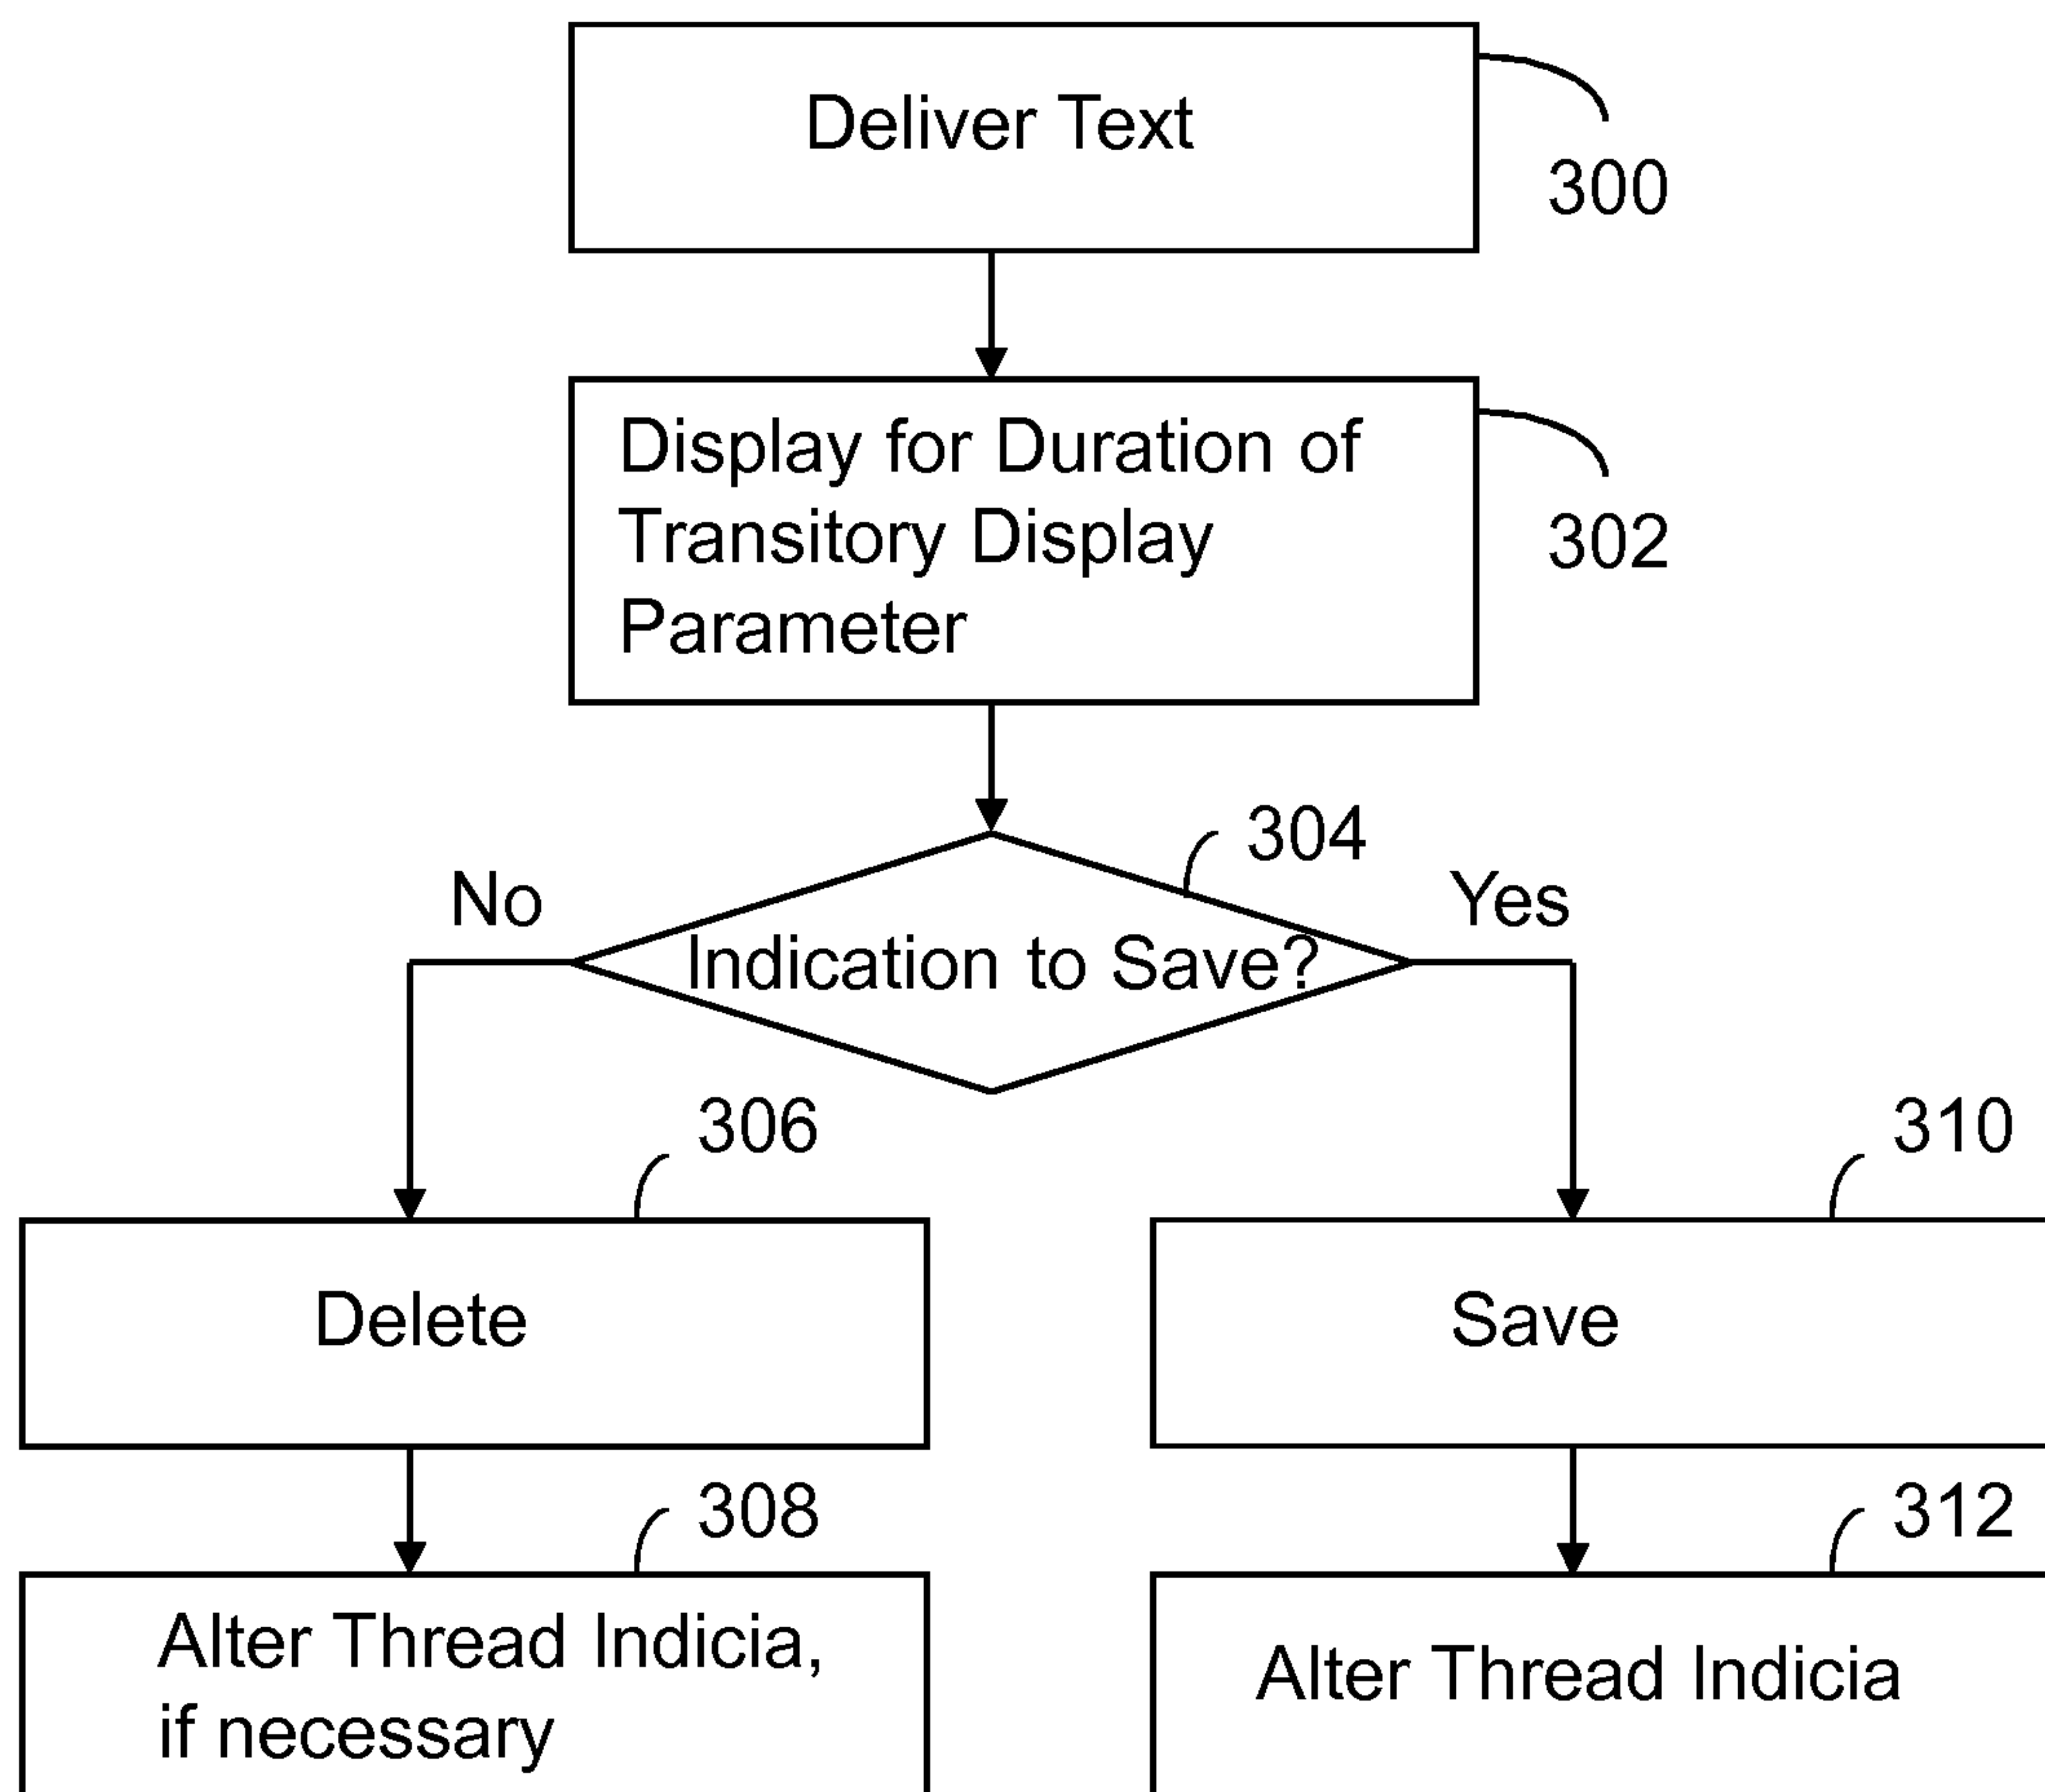 Deliver Text
300
Display for Duration of
Transitory Display
Parameter
302
304
No
Yes
Indication to Save?
306
310
Delete
Save
308
312
Alter Thread Indicia,
if necessary
Alter Thread Indicia